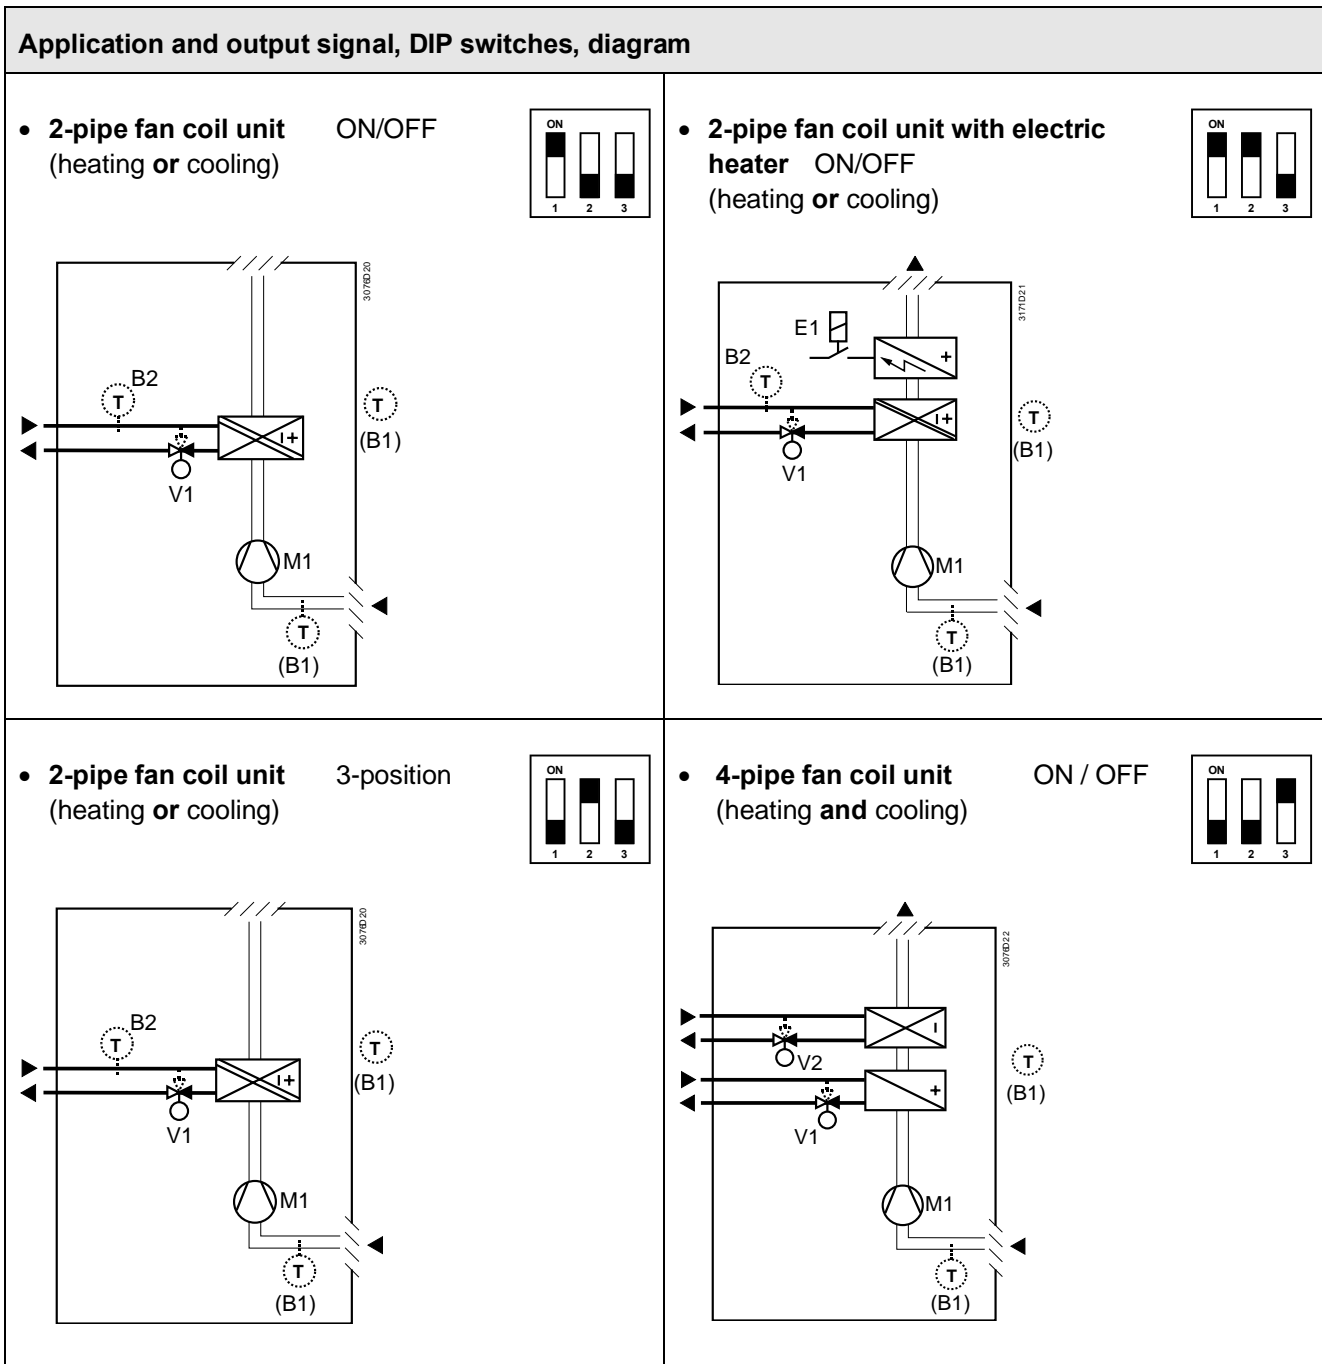 Application and output signal, DIP switches, diagram
• 2-pipe fan coil unit ON/OFF
(heating or cooling)
ON
1 2 3
3076D20
B2
T
T
(B1)
V1
M1
T
(B1)
• 2-pipe fan coil unit with electric
heater ON/OFF
(heating or cooling)
ON
1 2 3
3171D21
E1
B2
T
T
(B1)
V1
M1
T
(B1)
• 2-pipe fan coil unit 3-position
(heating or cooling)
ON
1 2 3
3076D20
B2
T
T
(B1)
V1
M1
T
(B1)
• 4-pipe fan coil unit ON / OFF
(heating and cooling)
ON
1 2 3
3076D22
V2
T
(B1)
V1
M1
T
(B1)